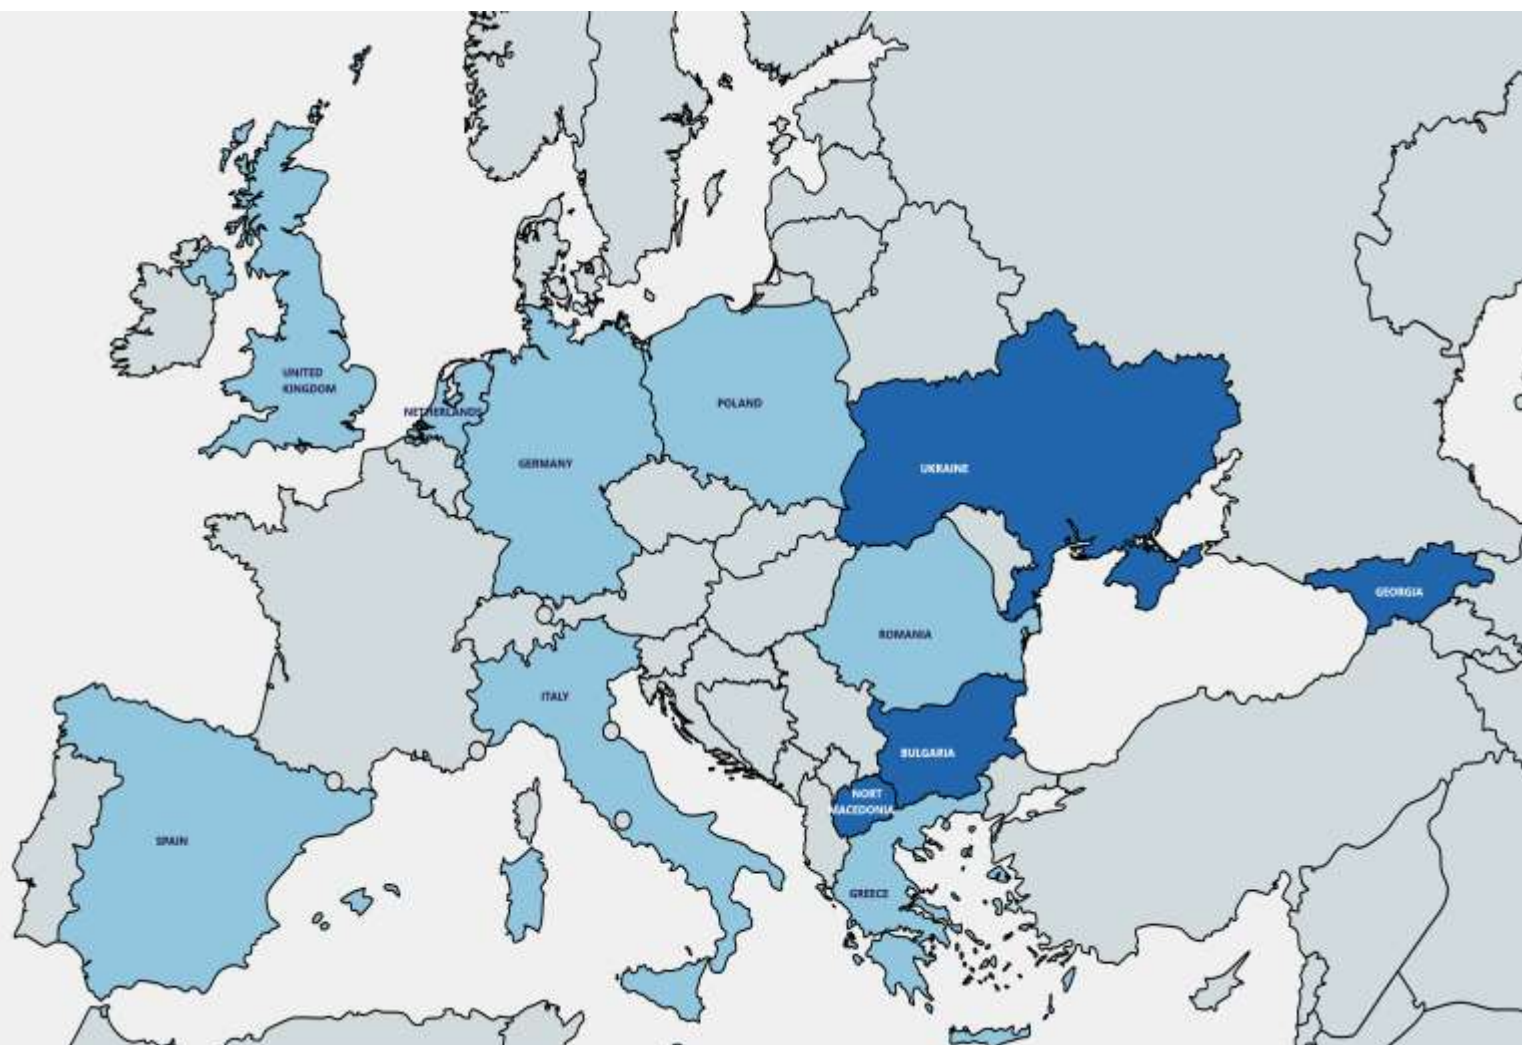 UNITED
KINGDOM
NETHERLANDS
POLAND
GERMANY
UKRAINE
GEORGIA
ROMANIA
ITALY
BULGARIA
NORT
MACEDONIA
SPAIN
GREECE